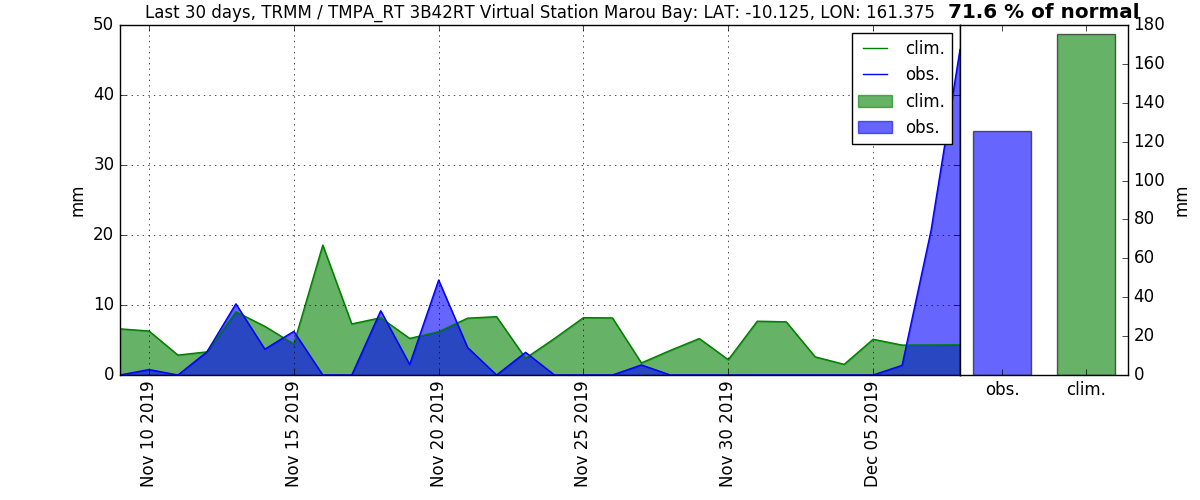 Last 30 days, TRMM / TMPA_RT 3B42RT Virtual Station Marou Bay: LAT: -10.125, LON: 161.375
71.6 % of normal
clim.
obs.
clim.
obs.
50
40
30
20
10
0
mm
Nov 10 2019
Nov 15 2019
Nov 20 2019
Nov 25 2019
Nov 30 2019
Dec 05 2019
180
160
140
120
100
80
60
40
20
0
mm
obs.
clim.